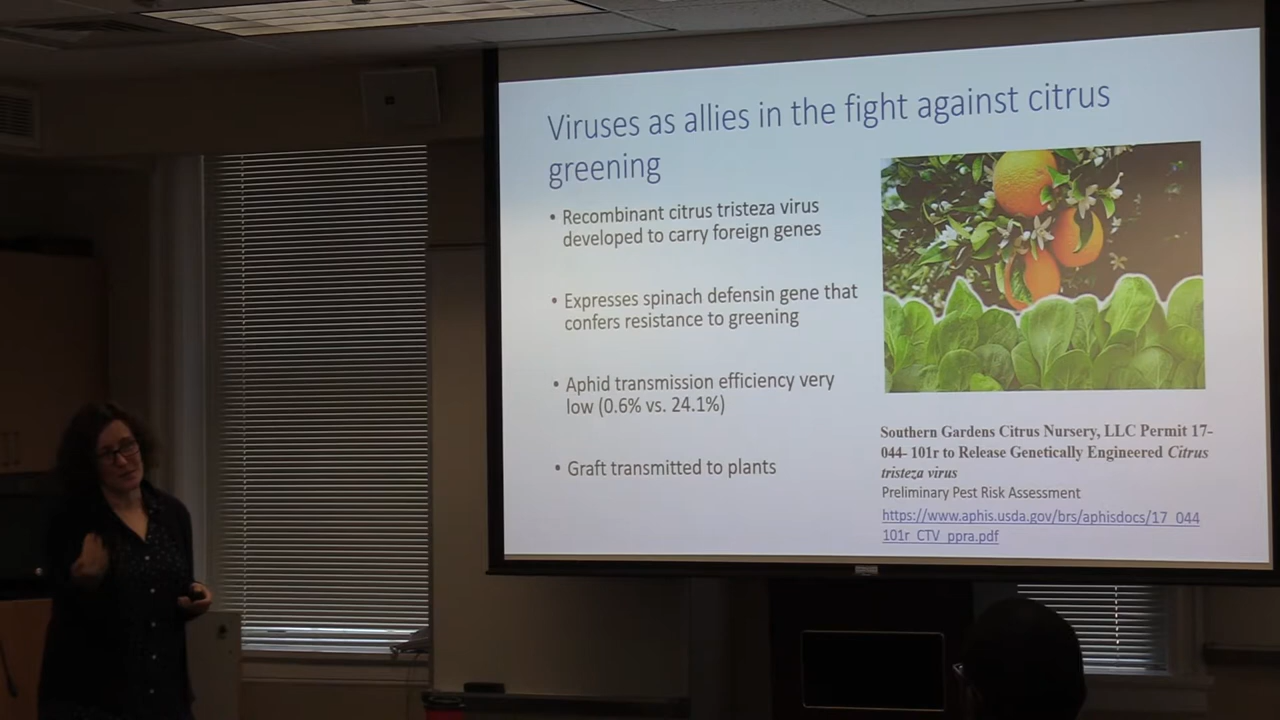 Viruses as allies in the fight against citrus
greening
• Recombinant citrus tristeza virus
developed to carry foreign genes
• Expresses spinach defensin gene that
confers resistance to greening
• Aphid transmission efficiency very
low (0.6% vs. 24.1%)
• Graft transmitted to plants
Southern Gardens Citrus Nursery, LLC Permit 17-
044- 101r to Release Genetically Engineered Citrus
tristeza virus
Preliminary Pest Risk Assessment
https://www.aphis.usda.gov/brs/aphisdocs/17_044
101r_CTV_ppra.pdf